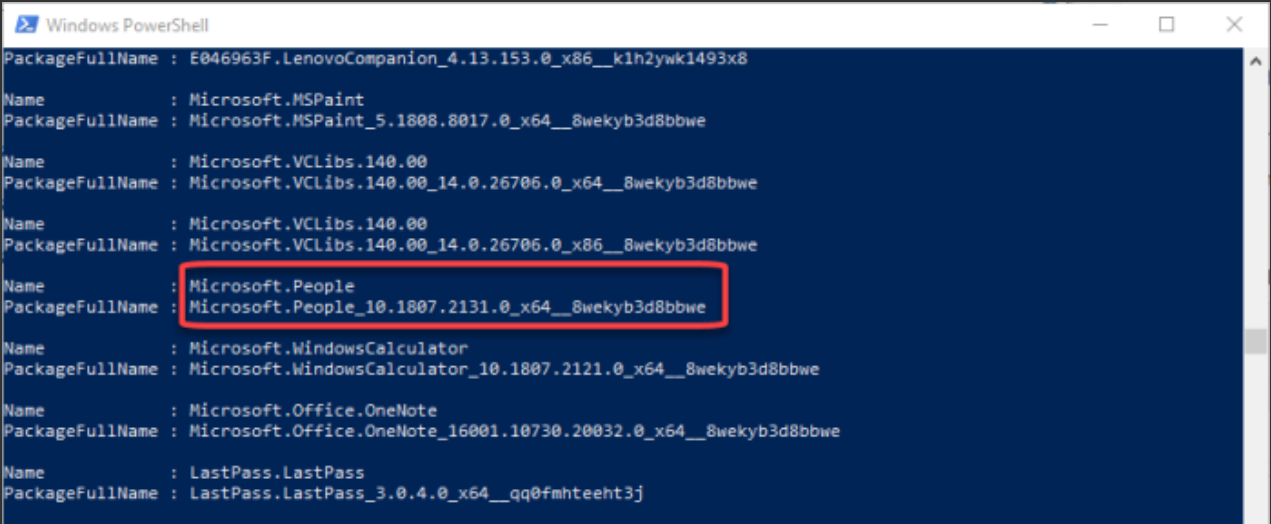 Windows PowerShell
PackageFullName : E046963F.LenovoCompanion_4.13.153.0_x86__k1h2ywk1493x8
Name : Microsoft.MSPaint
PackageFullName : Microsoft.MSPaint_5.1808.8017.0_x64__8wekyb3d8bbwe
Name : Microsoft.VCLibs.140.00
PackageFullName : Microsoft.VCLibs.140.00_14.0.26706.0_x64__8wekyb3d8bbwe
Name : Microsoft.VCLibs.140.00
PackageFullName : Microsoft.VCLibs.140.00_14.0.26706.0_x86__8wekyb3d8bbwe
Name : Microsoft.People
PackageFullName : Microsoft.People_10.1807.2131.0_x64__8wekyb3d8bbwe
Name : Microsoft.WindowsCalculator
PackageFullName : Microsoft.WindowsCalculator_10.1807.2121.0_x64__8wekyb3d8bbwe
Name : Microsoft.Office.OneNote
PackageFullName : Microsoft.Office.OneNote_16001.10730.20032.0_x64__8wekyb3d8bbwe
Name : LastPass.LastPass
PackageFullName : LastPass.LastPass_3.0.4.0_x64__qq0fmhteeht3j